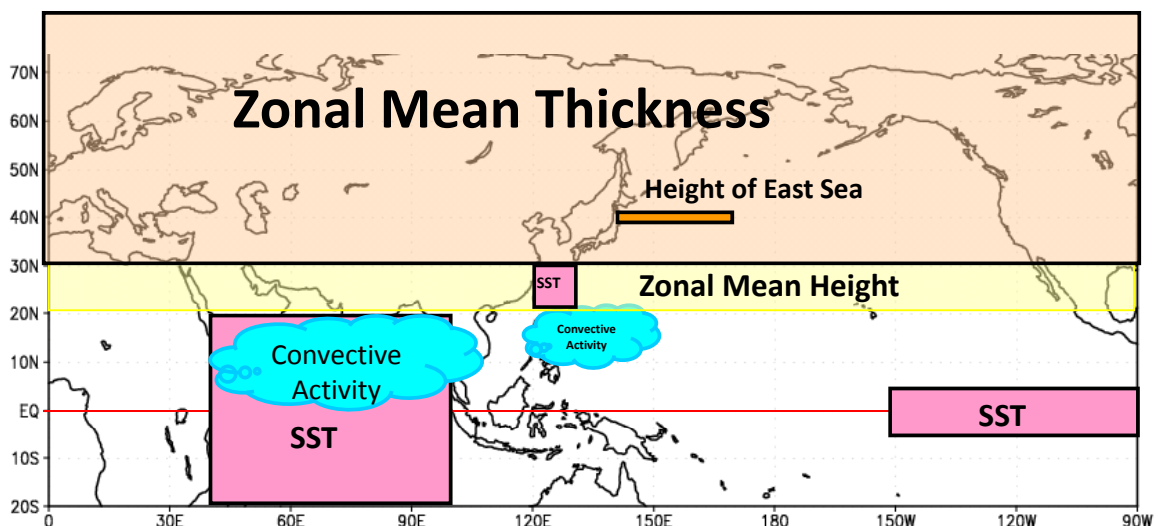 70N
Zonal Mean Thickness
60N
50N
Height of East Sea
40N
30N
SST
Zonal Mean Height
20N
Convective
Activity
Convective
Activity
10N
EQ
SST
SST
10S
20S
0 30E 60E 90E 120E 150E 180 150W 120W 90W